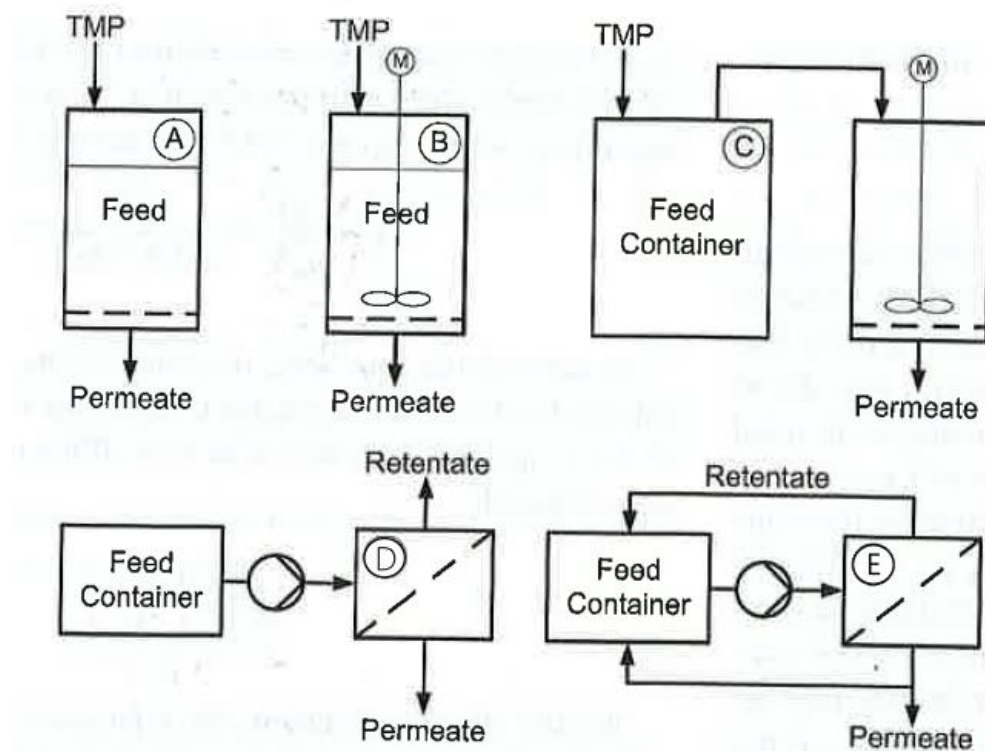 TMP
A
Feed
Permeate
TMP
M
B
Feed
Permeate
TMP
C
Feed
Container
M
Permeate
Retentate
Feed
Container
D
Permeate
Retentate
Feed
Container
E
Permeate